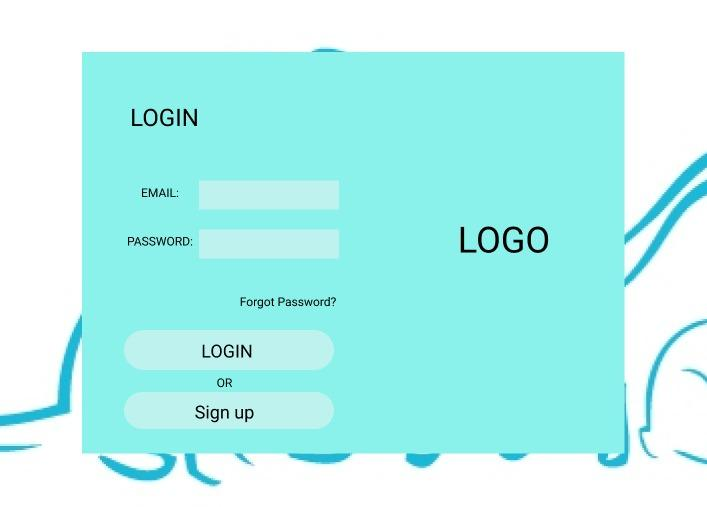 LOGIN
EMAIL:
PASSWORD:
Forgot Password?
LOGIN
OR
Sign up
LOGO